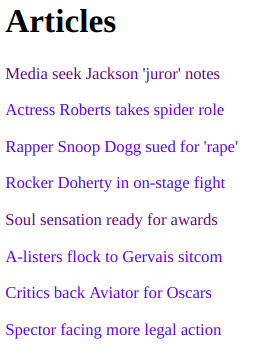 Articles
Media seek Jackson 'juror' notes
Actress Roberts takes spider role
Rapper Snoop Dogg sued for 'rape'
Rocker Doherty in on-stage fight
Soul sensation ready for awards
A-listers flock to Gervais sitcom
Critics back Aviator for Oscars
Spector facing more legal action